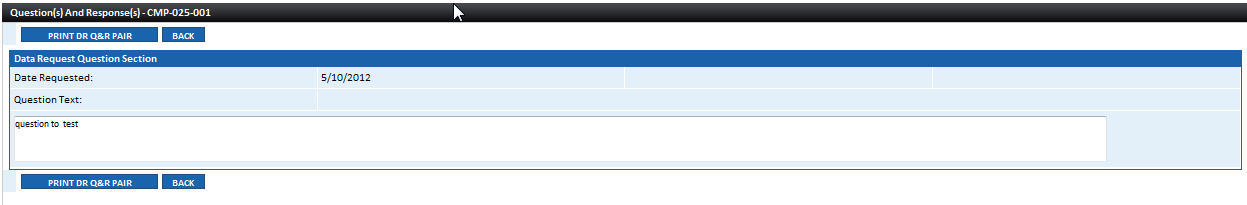 Question(s) And Response(s) - CMP-025-001
PRINT DR Q&R PAIR BACK
Data Request Question Section
Date Requested: 5/10/2012
Question Text:
question to test
PRINT DR Q&R PAIR BACK